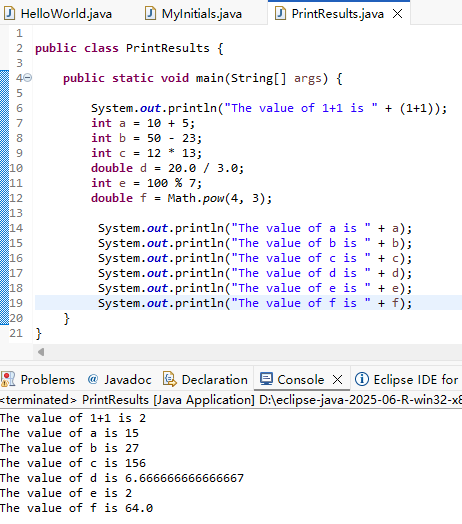 HelloWorld.java MyInitials.java PrintResults.java
1
2 public class PrintResults {
3
4 public static void main(String[] args) {
5
6 System.out.println("The value of 1+1 is " + (1+1));
7 int a = 10 + 5;
8 int b = 50 - 23;
9 int c = 12 * 13;
10 double d = 20.0 / 3.0;
11 int e = 100 % 7;
12 double f = Math.pow(4, 3);
13
14 System.out.println("The value of a is " + a);
15 System.out.println("The value of b is " + b);
16 System.out.println("The value of c is " + c);
17 System.out.println("The value of d is " + d);
18 System.out.println("The value of e is " + e);
19 System.out.println("The value of f is " + f);
20 }
21 }
Problems @ Javadoc Declaration Console Eclipse IDE for
<terminated> PrintResults [Java Application] D:\eclipse-java-2025-06-R-win32-x8
The value of 1+1 is 2
The value of a is 15
The value of b is 27
The value of c is 156
The value of d is 6.666666666666667
The value of e is 2
The value of f is 64.0